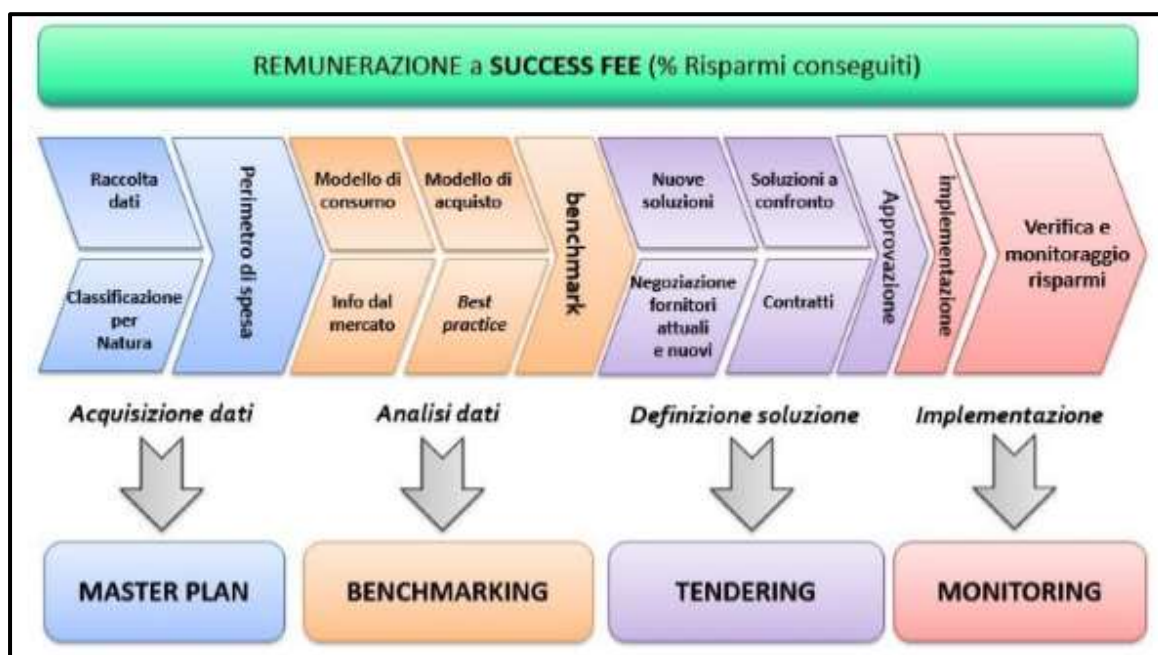 REMUNERAZIONE a SUCCESS FEE (% Risparmi conseguiti)
Raccolta
dati
Classificazione
per
Natura
Perimetro di spesa
Modello di
consumo
Modello di
acquisto
Info dal
mercato
Best
practice
benchmark
Nuove
soluzioni
Soluzioni a
confronto
Negoziazione
fornitori
attuali
e nuovi
Contratti
Approvazione
implementazione
Verifica e
monitoraggio
risparmi
Acquisizione dati
Analisi dati
Definizione soluzione
Implementazione
MASTER PLAN
BENCHMARKING
TENDERING
MONITORING